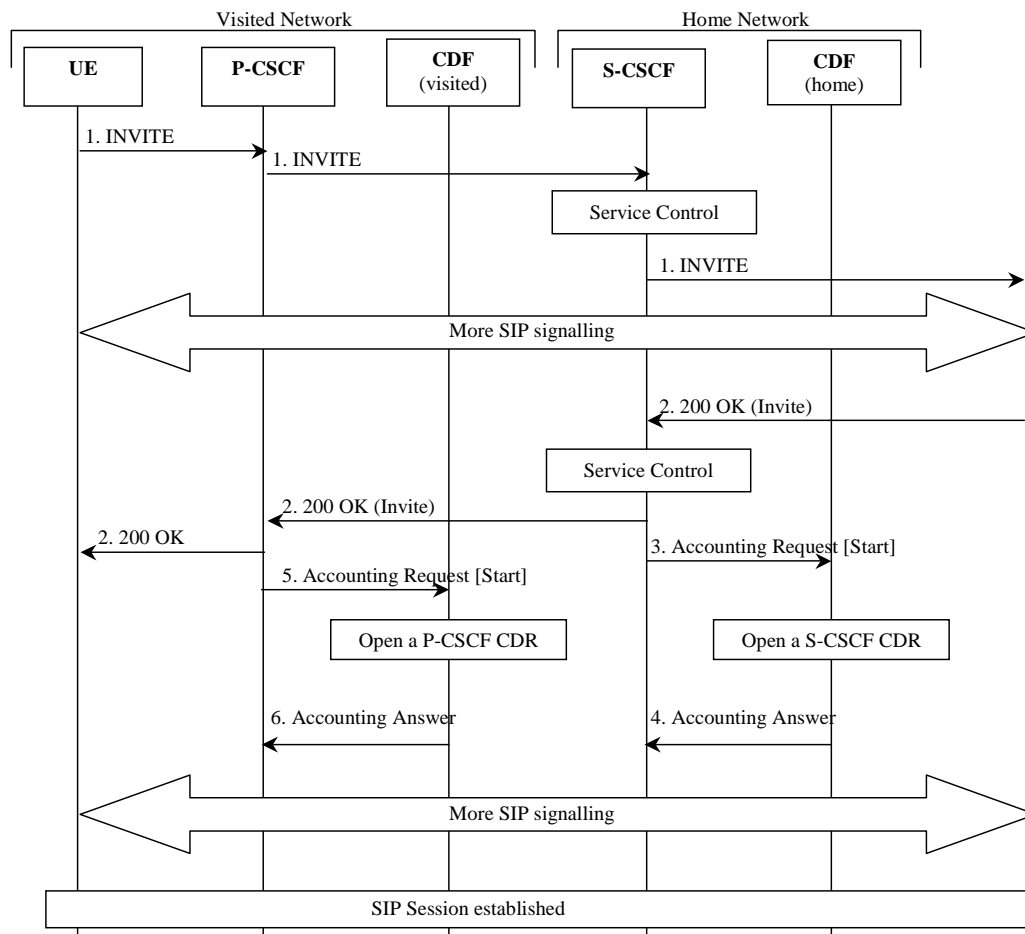 Visited Network
Home Network
UE
P-CSCF
CDF
(visited)
S-CSCF
CDF
(home)
1. INVITE
1. INVITE
Service Control
1. INVITE
More SIP signalling
2. 200 OK (Invite)
Service Control
2. 200 OK (Invite)
2. 200 OK
3. Accounting Request [Start]
5. Accounting Request [Start]
Open a P-CSCF CDR
Open a S-CSCF CDR
6. Accounting Answer
4. Accounting Answer
More SIP signalling
SIP Session established